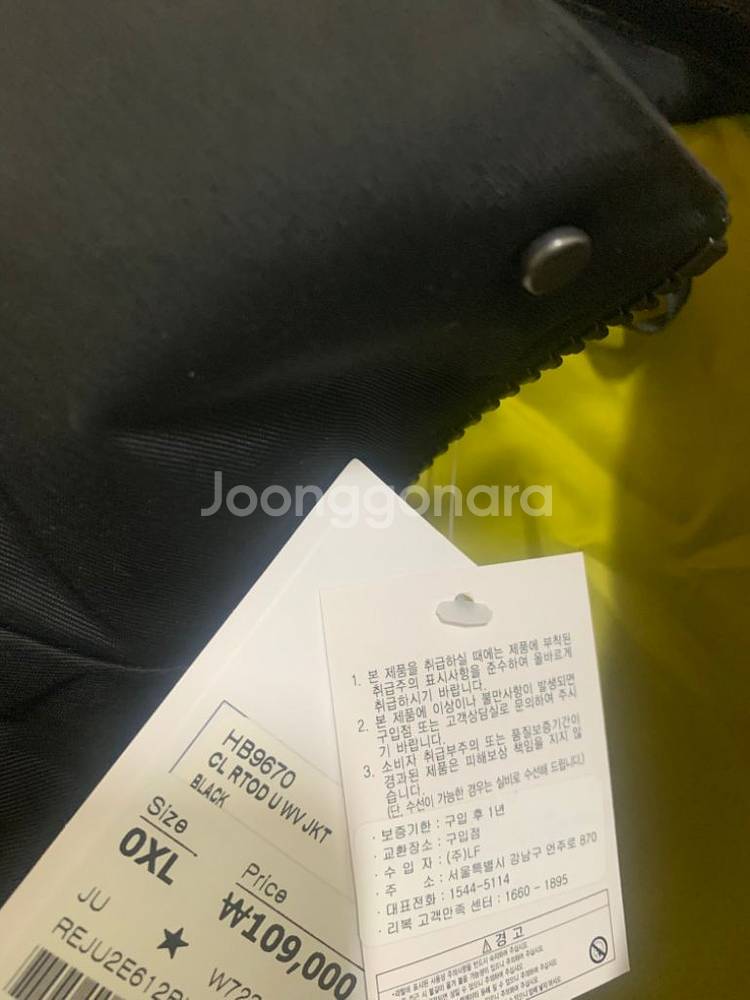 Joonggonara
HB9670
CL RTOD U WV JKT
BLACK
Size
0XL
Price
₩109,000
JU
★
REJU2E612B
W72
1. 본 제품을 취급하실 때에는 제품에 부착된
취급주의 표시사항을 준수하여 올바르게
취급하시기 바랍니다.
2. 본 제품에 이상이나 불만사항이 발생되면
구입점 또는 고객상담실로 문의하여 주시
기 바랍니다.
3. 소비자 취급부주의 또는 품질보증기간이
경과된 제품은 피해보상 책임을 지지 않
습니다.
(단, 수선이 가능한 경우는 실비로 수선해 드립니다.)
· 보증기한 : 구입 후 1년
· 교환장소 : 구입점
· 수 입 자 : (주)LF
· 주 소 : 서울특별시 강남구 언주로 870
· 대표전화 : 1544-5114
· 리복 고객만족 센터 : 1660 - 1895
⚠경 고